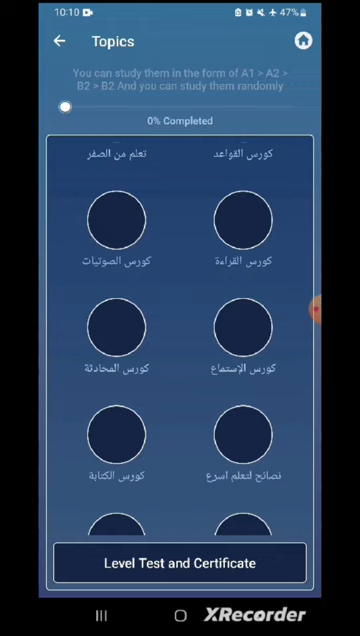 10:10
47%
Topics
You can study them in the form of A1 > A2 >
B2 > B2 And you can study them randomly
0% Completed
كورس القواعد
تعلم من الصفر
كورس القراءة
كورس الصوتيات
كورس الإستماع
كورس المحادثة
نصائح لتعلم اسرع
كورس الكتابة
Level Test and Certificate
XRecorder